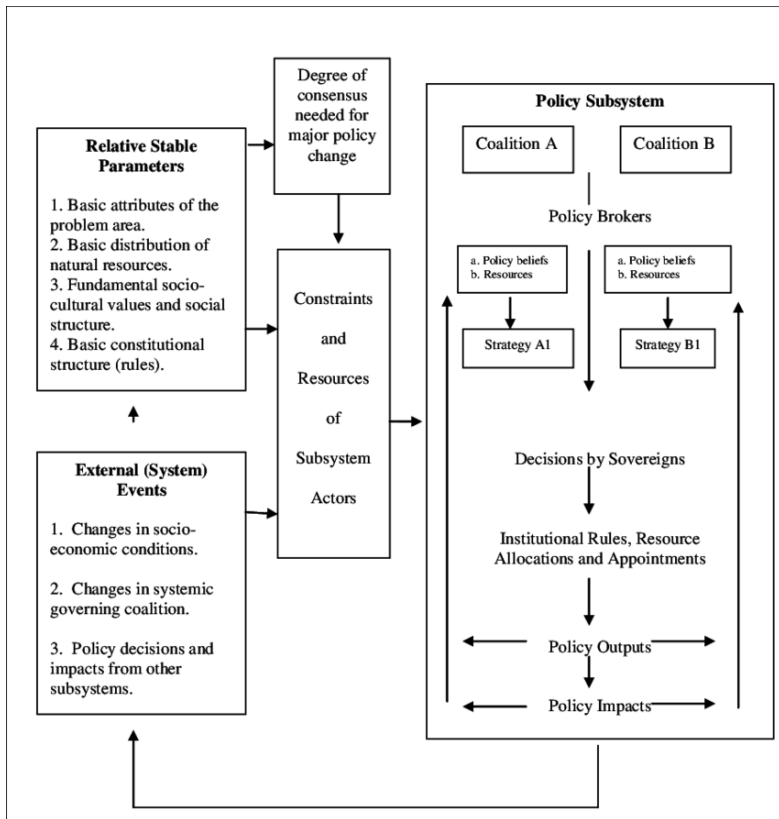 Degree of
consensus
needed for
major policy
change
Relative Stable
Parameters
1. Basic attributes of the
problem area.
2. Basic distribution of
natural resources.
3. Fundamental socio-
cultural values and social
structure.
4. Basic constitutional
structure (rules).
External (System)
Events
1. Changes in socio-
economic conditions.
2. Changes in systemic
governing coalition.
3. Policy decisions and
impacts from other
subsystems.
Constraints
and
Resources
of
Subsystem
Actors
Policy Subsystem
Coalition A
Coalition B
Policy Brokers
a. Policy beliefs
b. Resources
a. Policy beliefs
b. Resources
Strategy A1
Strategy B1
Decisions by Sovereigns
Institutional Rules, Resource
Allocations and Appointments
Policy Outputs
Policy Impacts